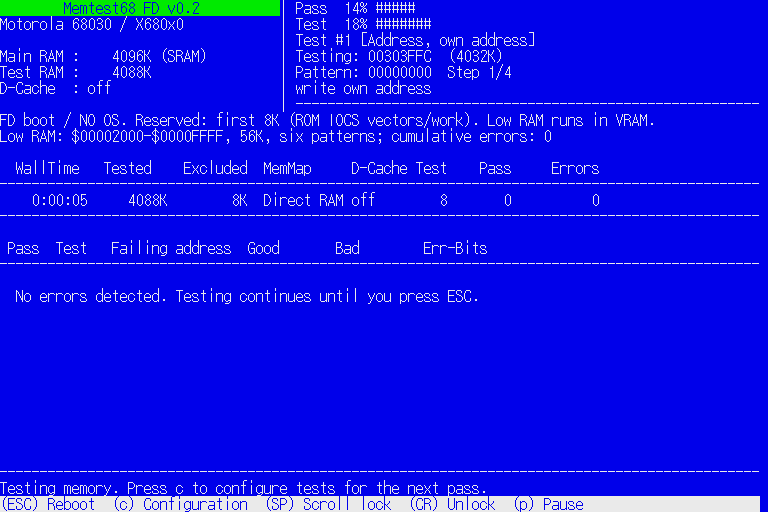 Memtest68 FD v0.2
Motorola 68030 / X680x0
Main RAM :    4096K (SRAM)
Test RAM :    4088K
D-Cache  : off
Pass  14% #####
Test  18% #######
Test #1 [Address, own address]
Testing: 00303FFC  (4032K)
Pattern: 00000000  Step 1/4
write own address
FD boot / NO OS. Reserved: first 8K (ROM IOCS vectors/work). Low RAM runs in VRAM.
Low RAM: $00002000-$0000FFFF, 56K, six patterns; cumulative errors: 0
WallTime   Tested    Excluded  MemMap     D-Cache Test    Pass     Errors
0:00:05     4088K        8K  Direct RAM off        8       0          0
Pass  Test   Failing address  Good       Bad        Err-Bits
No errors detected. Testing continues until you press ESC.
Testing memory. Press c to configure tests for the next pass.
(ESC) Reboot  (c) Configuration  (SP) Scroll lock  (CR) Unlock  (p) Pause